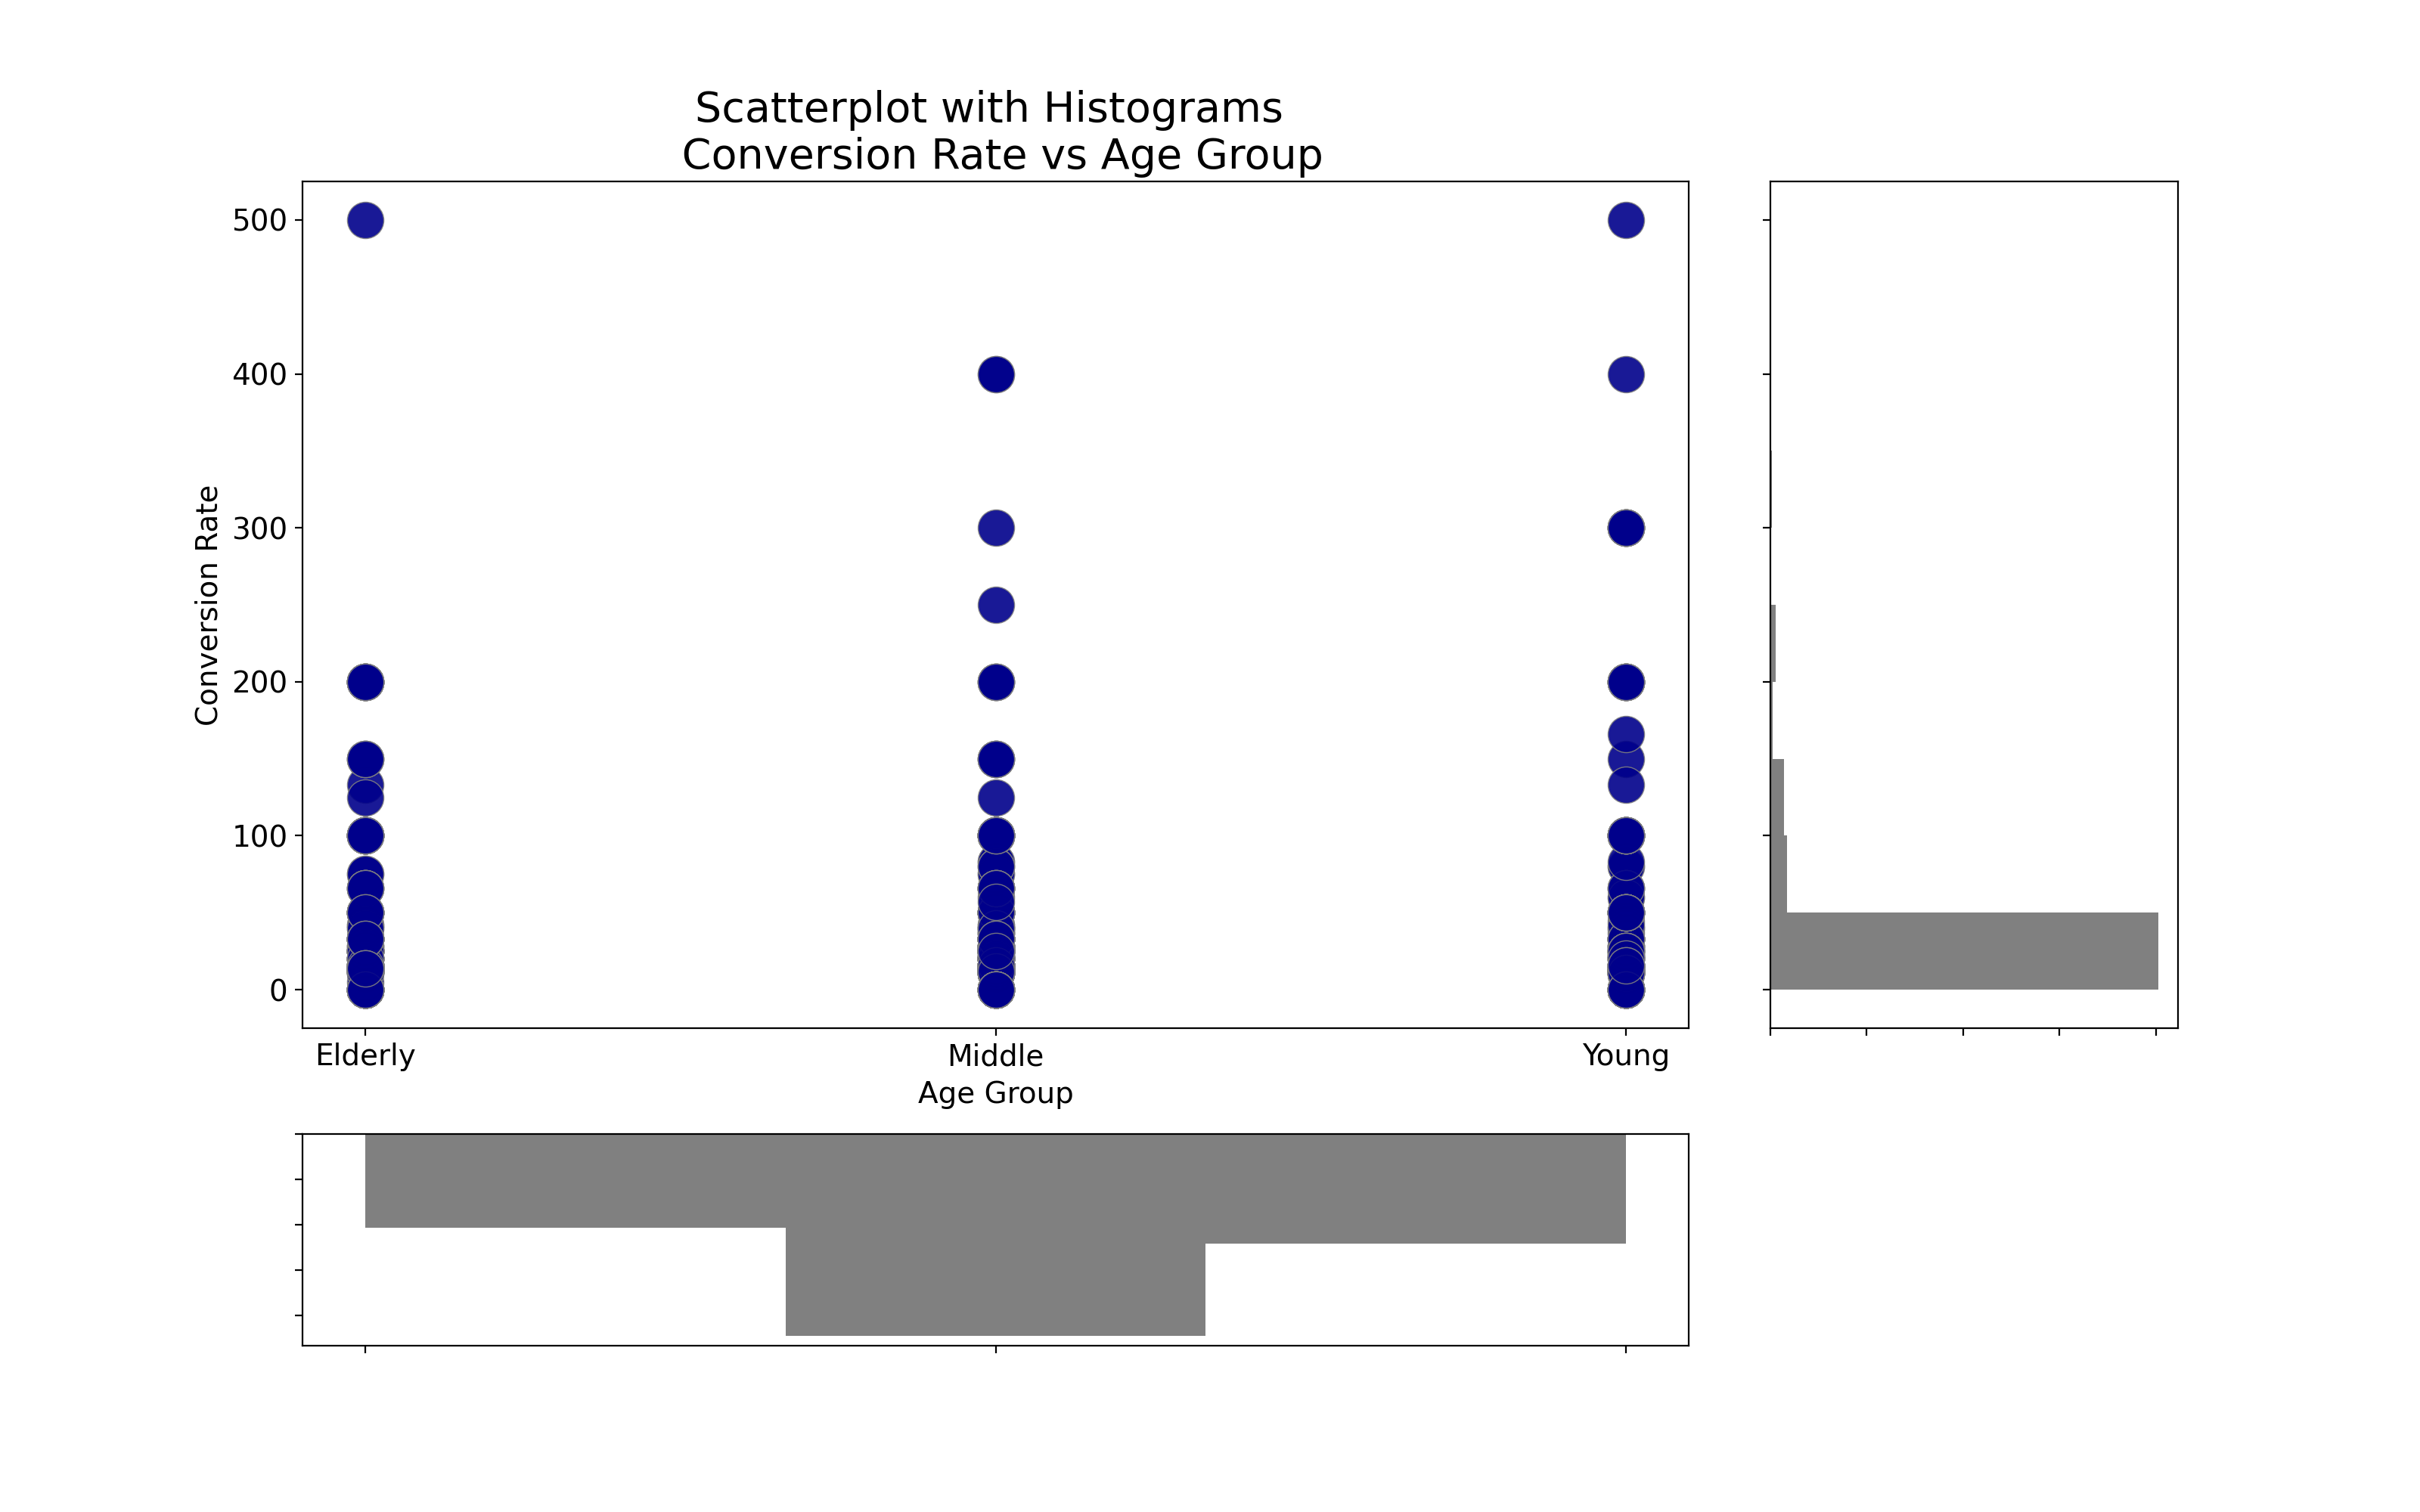 Scatterplot with Histograms
Conversion Rate vs Age Group
500
400
300
200
100
0
Conversion Rate
Elderly
Middle
Young
Age Group